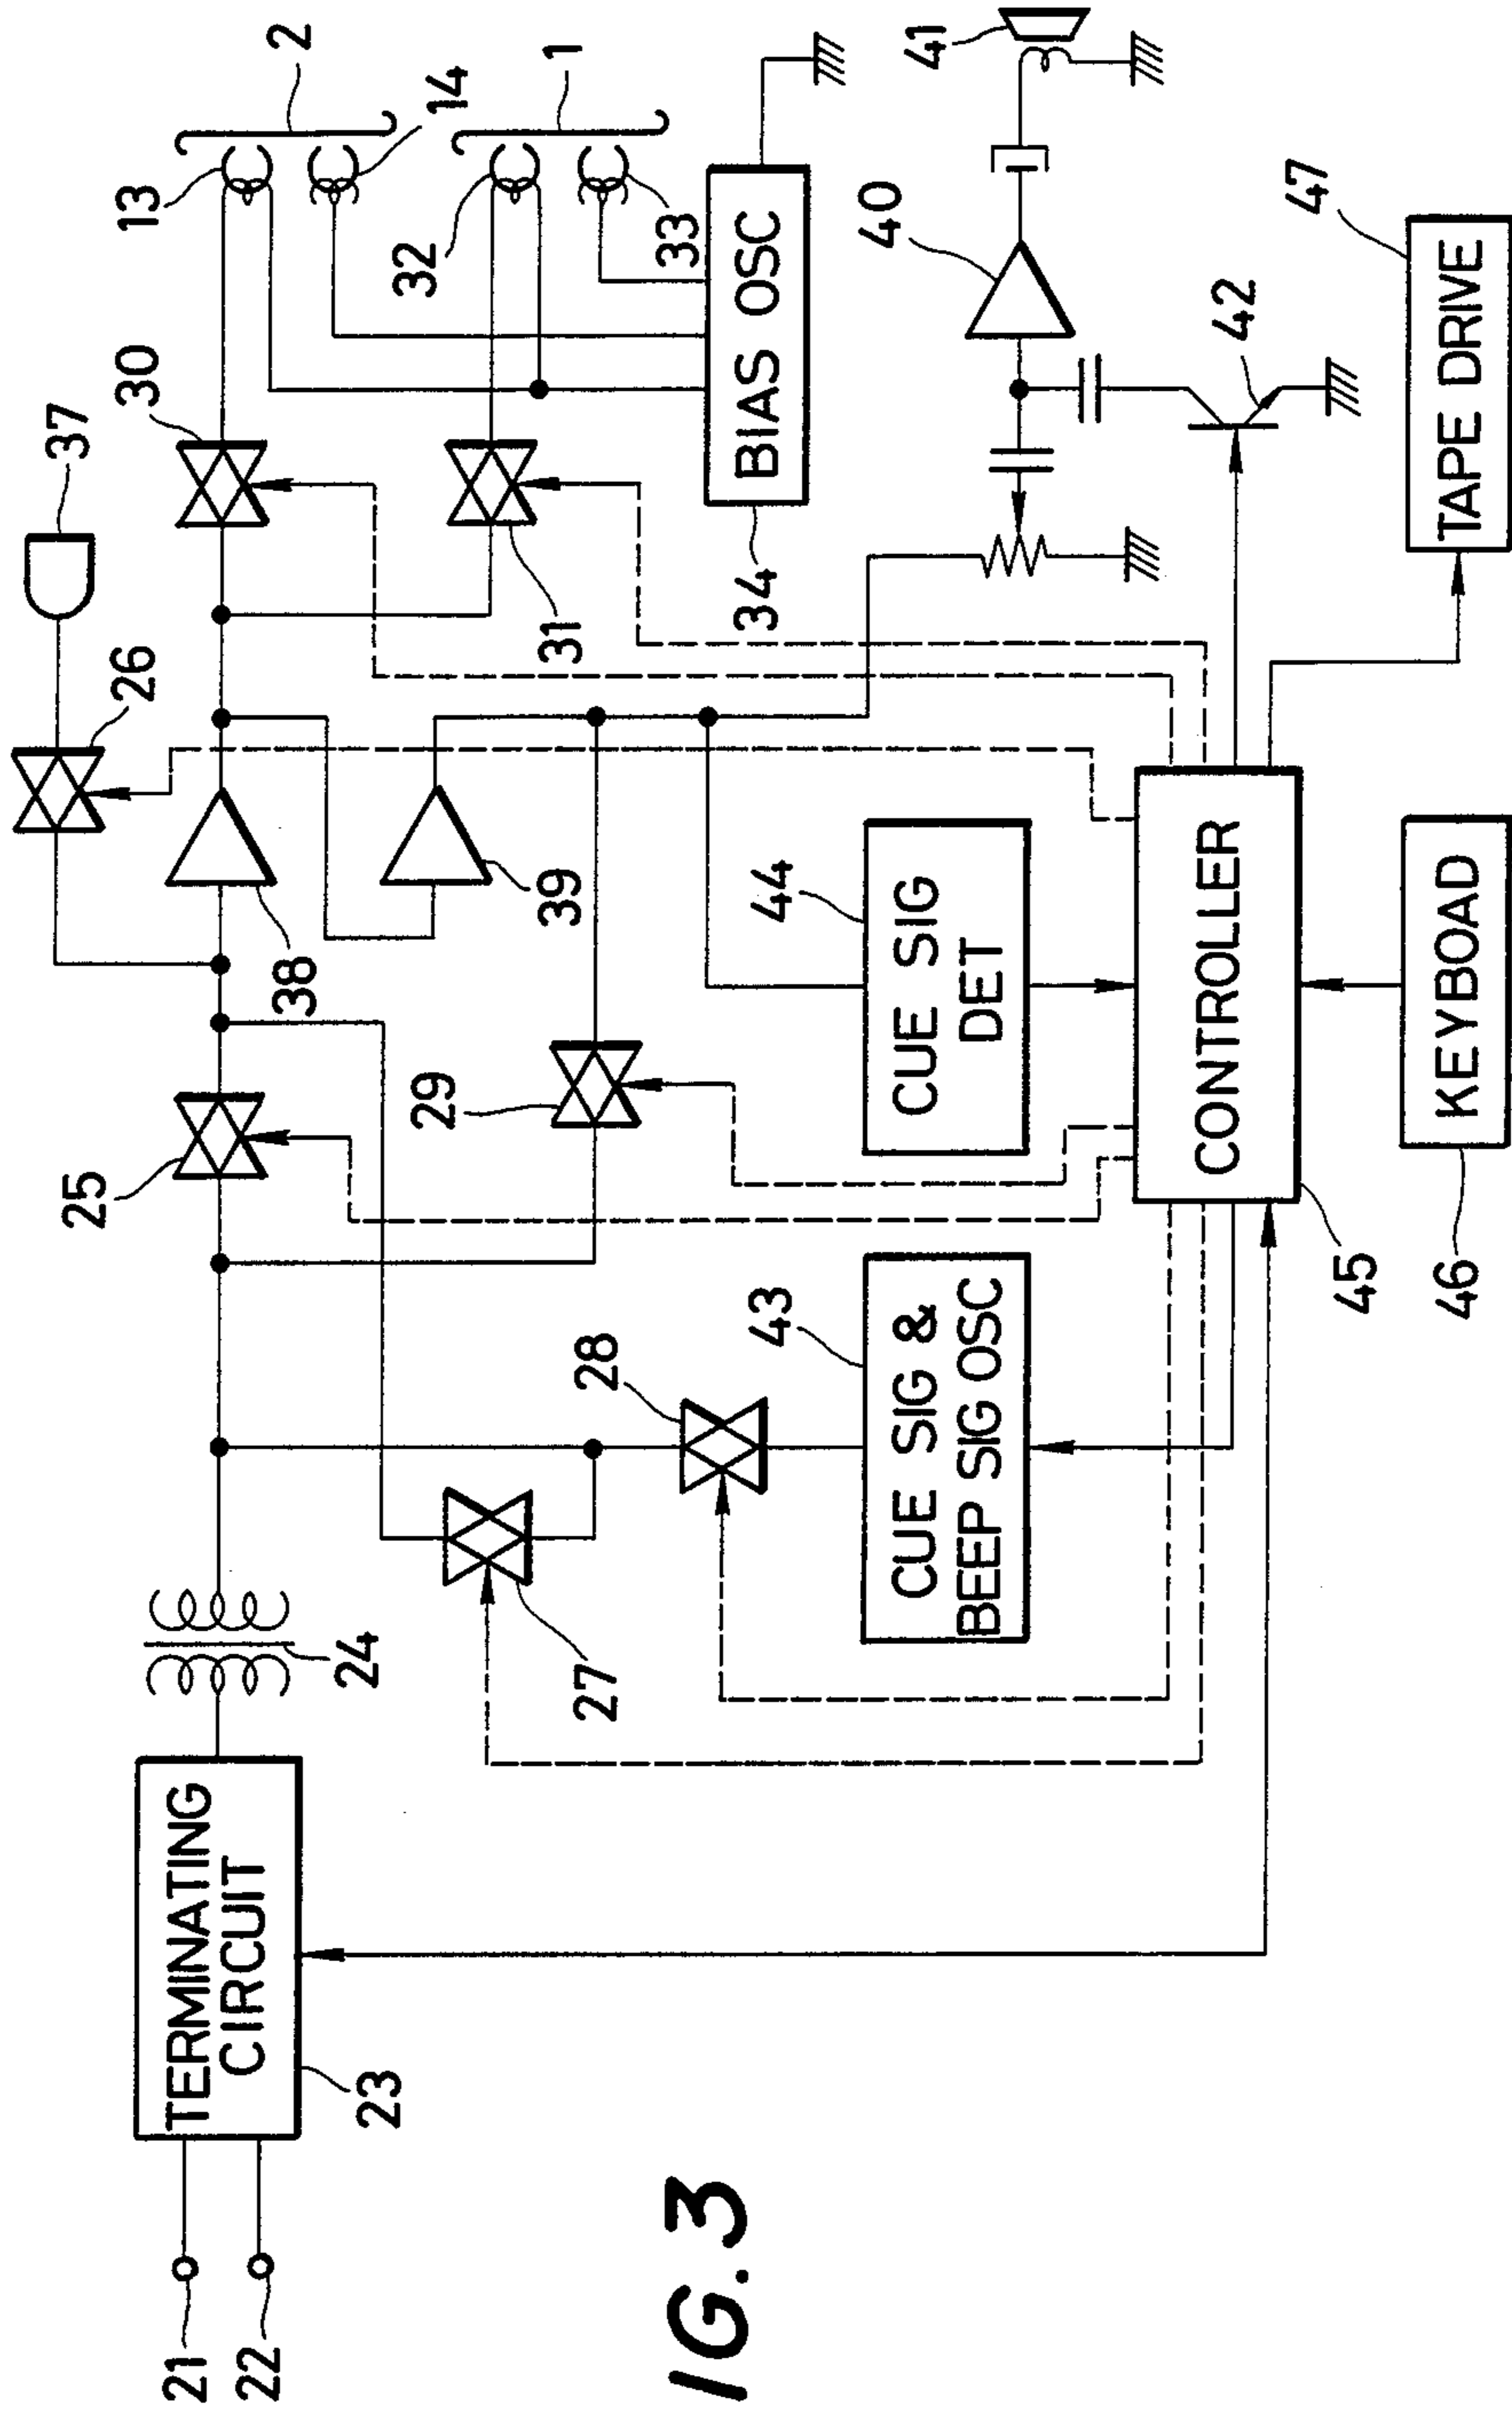 37
26
30
13
2
14
1
32
33
25
38
39
29
31
34
BIAS OSC
40
41
42
47
TAPE DRIVE
24
27
28
43
CUE SIG &
BEEP SIG OSC
44
CUE SIG
DET
CONTROLLER
45
KEYBOARD
46
TERMINATING
CIRCUIT
23
21
22
IG.3